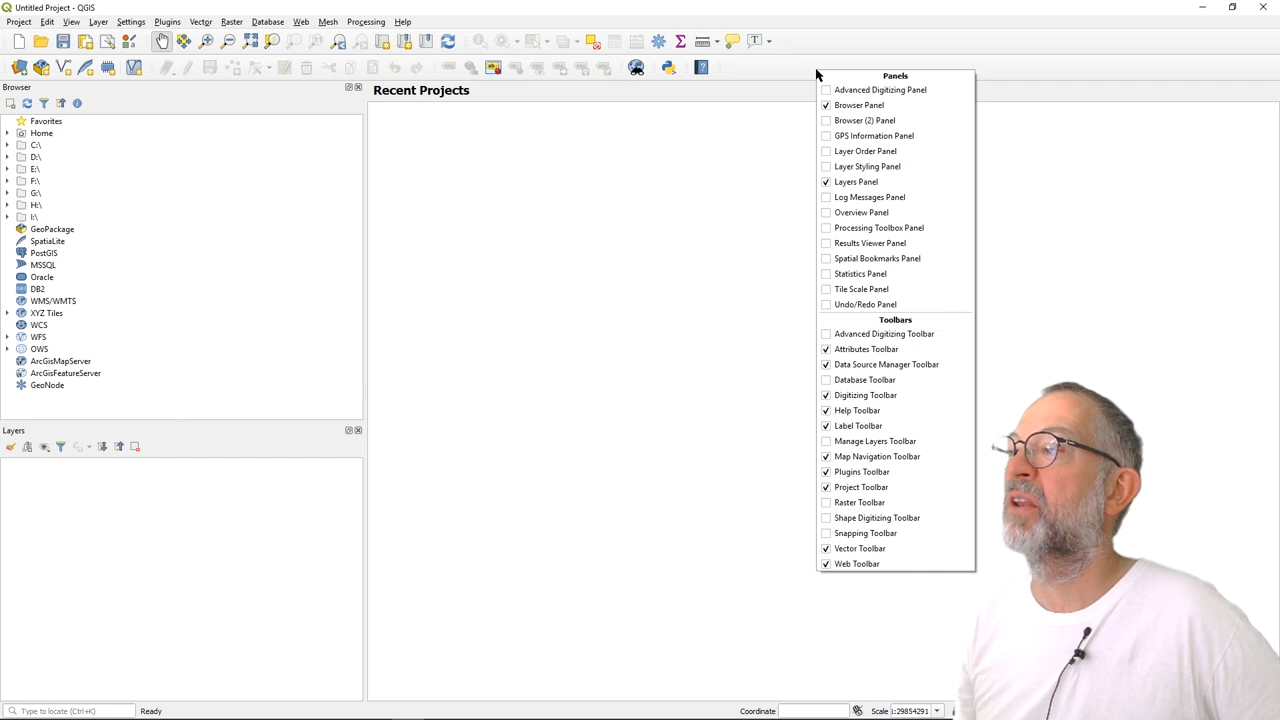 Untitled Project - QGIS
Project Edit View Layer Settings Plugins Vector Raster Database Web Mesh Processing Help
Browser
Favorites
Home
C:\
D:\
E:\
F:\
G:\
H:\
I:\
GeoPackage
SpatiaLite
PostGIS
MSSQL
Oracle
DB2
WMS/WMTS
XYZ Tiles
WCS
WFS
OWS
ArcGisMapServer
ArcGisFeatureServer
GeoNode
Layers
Recent Projects
Panels
Advanced Digitizing Panel
Browser Panel
Browser (2) Panel
GPS Information Panel
Layer Order Panel
Layer Styling Panel
Layers Panel
Log Messages Panel
Overview Panel
Processing Toolbox Panel
Results Viewer Panel
Spatial Bookmarks Panel
Statistics Panel
Tile Scale Panel
Undo/Redo Panel
Toolbars
Advanced Digitizing Toolbar
Attributes Toolbar
Data Source Manager Toolbar
Database Toolbar
Digitizing Toolbar
Help Toolbar
Label Toolbar
Manage Layers Toolbar
Map Navigation Toolbar
Plugins Toolbar
Project Toolbar
Raster Toolbar
Shape Digitizing Toolbar
Snapping Toolbar
Vector Toolbar
Web Toolbar
Type to locate (Ctrl+K) Ready Coordinate Scale :29854291